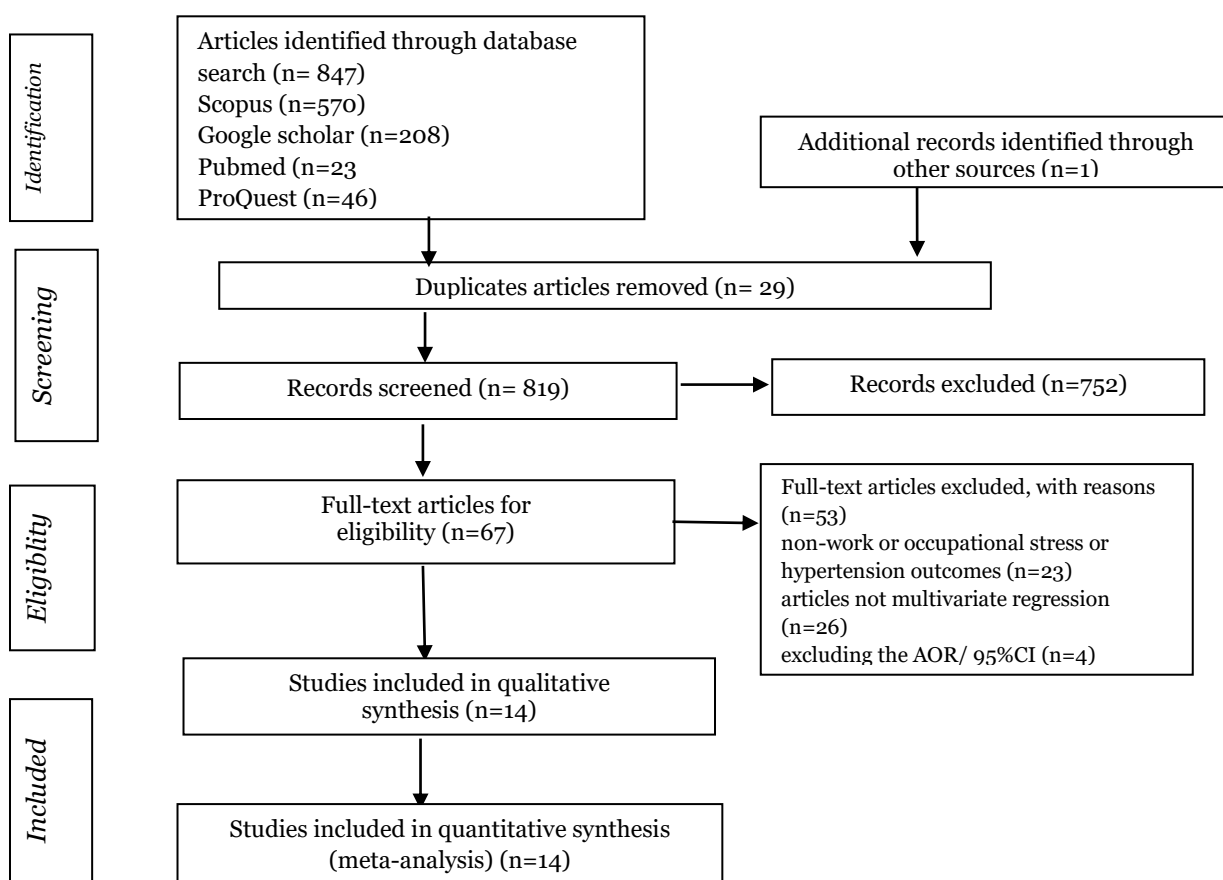 Identification
Articles identified through database
search (n= 847)
Scopus (n=570)
Google scholar (n=208)
Pubmed (n=23
ProQuest (n=46)
Additional records identified through
other sources (n=1)
Screening
Duplicates articles removed (n= 29)
Records screened (n= 819)
Records excluded (n=752)
Eligiblity
Full-text articles for
eligibility (n=67)
Full-text articles excluded, with reasons
(n=53)
non-work or occupational stress or
hypertension outcomes (n=23)
articles not multivariate regression
(n=26)
excluding the AOR/ 95%CI (n=4)
Included
Studies included in qualitative
synthesis (n=14)
Studies included in quantitative synthesis
(meta-analysis) (n=14)